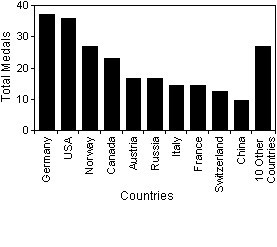 Total Medals
40
30
20
10
0
Germany
USA
Norway
Canada
Austria
Russia
Italy
France
Switzerland
China
10 Other
Countries
Countries